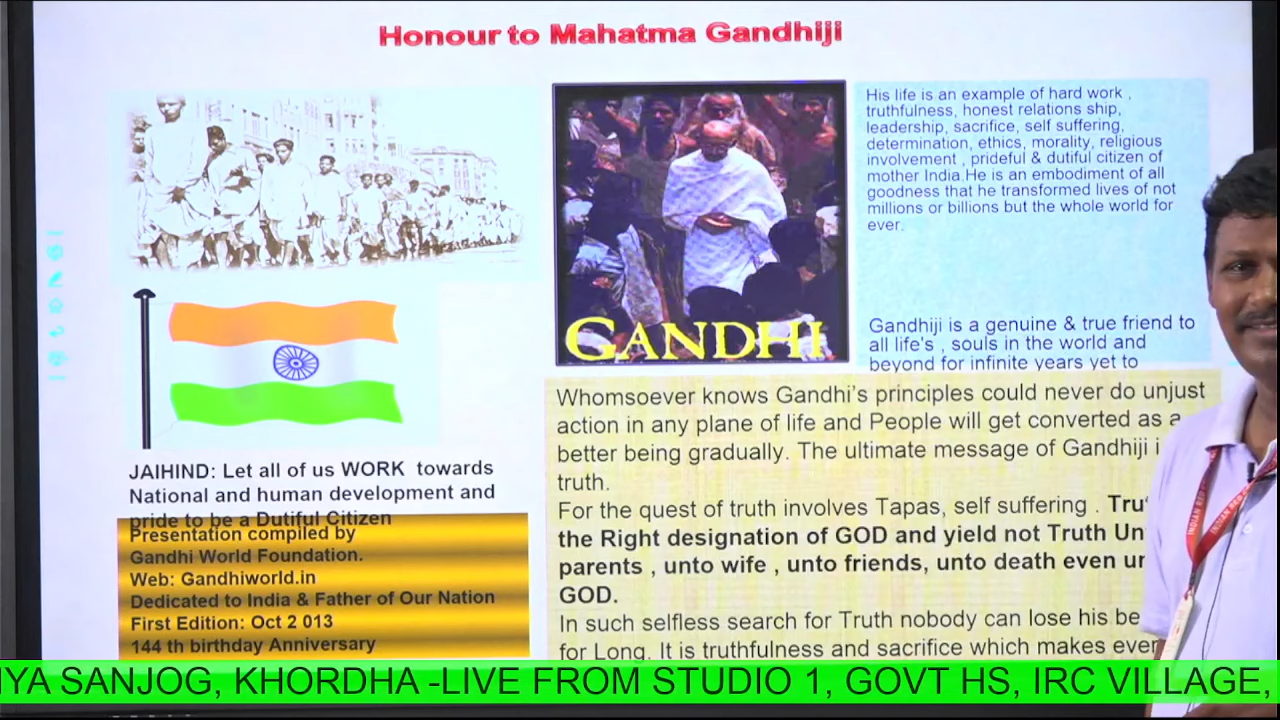 Honour to Mahatma Gandhiji
His life is an example of hard work ,
truthfulness, honest relations ship,
leadership, sacrifice, self suffering,
determination, ethics, morality, religious
involvement , prideful & dutiful citizen of
mother India.He is an embodiment of all
goodness that he transformed lives of not
millions or billions but the whole world for
ever.
GANDHI
Gandhiji is a genuine & true friend to
all life's , souls in the world and
beyond for infinite years yet to
Whomsoever knows Gandhi's principles could never do unjust
action in any plane of life and People will get converted as a
better being gradually. The ultimate message of Gandhiji i
truth.
For the quest of truth involves Tapas, self suffering . Tru
the Right designation of GOD and yield not Truth Un
parents , unto wife , unto friends, unto death even un
GOD.
In such selfless search for Truth nobody can lose his be
for Long. It is truthfulness and sacrifice which makes ever
JAIHIND: Let all of us WORK towards
National and human development and
pride to be a Dutiful Citizen
Presentation compiled by
Gandhi World Foundation.
Web: Gandhiworld.in
Dedicated to India & Father of Our Nation
First Edition: Oct 2 013
144 th birthday Anniversary
IYA SANJOG, KHORDHA -LIVE FROM STUDIO 1, GOVT HS, IRC VILLAGE,